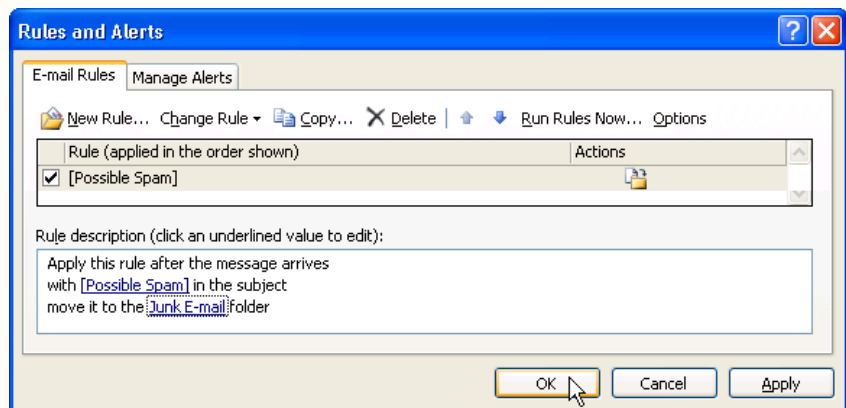 Rules and Alerts
E-mail Rules Manage Alerts
New Rule... Change Rule Copy... Delete Run Rules Now... Options
Rule (applied in the order shown) Actions
[Possible Spam]
Rule description (click an underlined value to edit):
Apply this rule after the message arrives
with [Possible Spam] in the subject
move it to the Junk E-mail folder
OK Cancel Apply